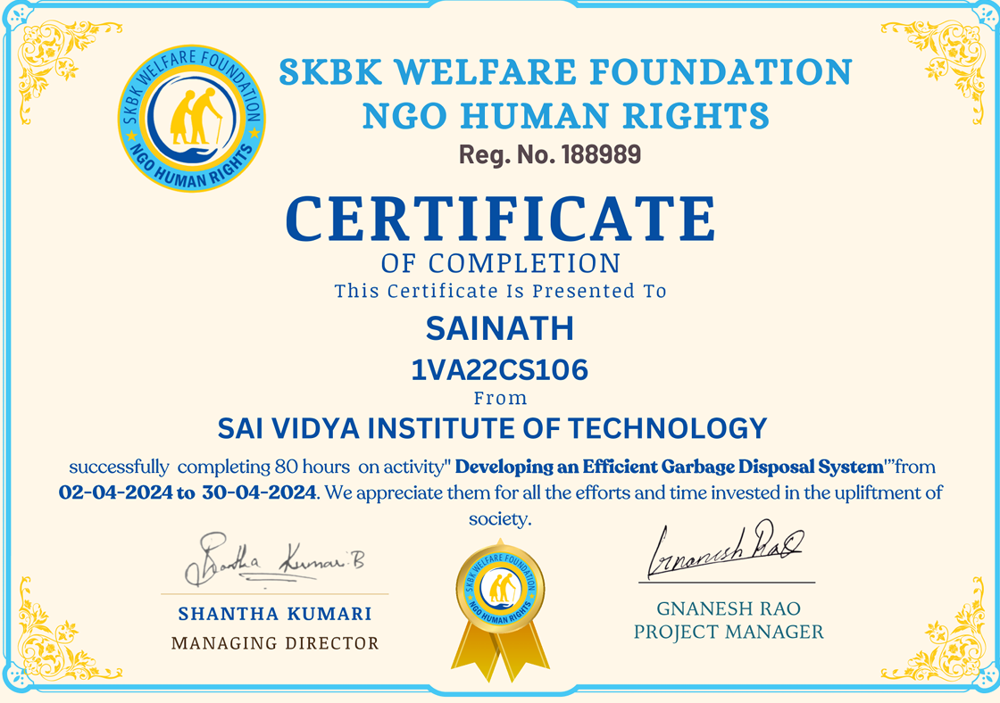 SKBK WELFARE FOUNDATION
NGO HUMAN RIGHTS
SKBK WELFARE FOUNDATION
NGO HUMAN RIGHTS
Reg. No. 188989
CERTIFICATE
OF COMPLETION
This Certificate Is Presented To
SAINATH
1VA22CS106
From
SAI VIDYA INSTITUTE OF TECHNOLOGY
successfully completing 80 hours on activity" Developing an Efficient Garbage Disposal System'”from
02-04-2024 to 30-04-2024. We appreciate them for all the efforts and time invested in the upliftment of
society.
Shantha Kumari.B
SHANTHA KUMARI
MANAGING DIRECTOR
SKBK WELFARE FOUNDATION
NGO HUMAN RIGHTS
Gnanesh Rao
GNANESH RAO
PROJECT MANAGER